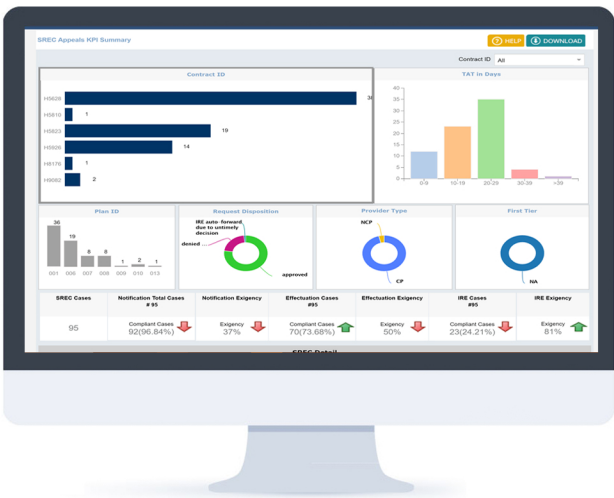 SREC Appeals KPI Summary
HELP
DOWNLOAD
Contract ID All
Contract ID
H5628
H5810
1
H5823
19
H5926
14
H8176
1
H9082
2
TAT in Days
40
35
30
25
20
15
10
5
0
0-9 10-19 20-29 30-39 >39
Plan ID
36
19
8 8
1 2 1
001 006 007 008 009 010 013
Request Disposition
IRE auto-forward
due to untimely
decision
denied ...
approved
Provider Type
NCP
CP
First Tier
NA
SREC Cases
95
Notification Total Cases
# 95
Compliant Cases
92(96.84%)
Notification Exigency
Exigency
37%
Effectuation Cases
#95
Compliant Cases
70(73.68%)
Effectuation Exigency
Exigency
50%
IRE Cases
#95
Compliant Cases
23(24.21%)
IRE Exigency
Exigency
81%
SREC Detail